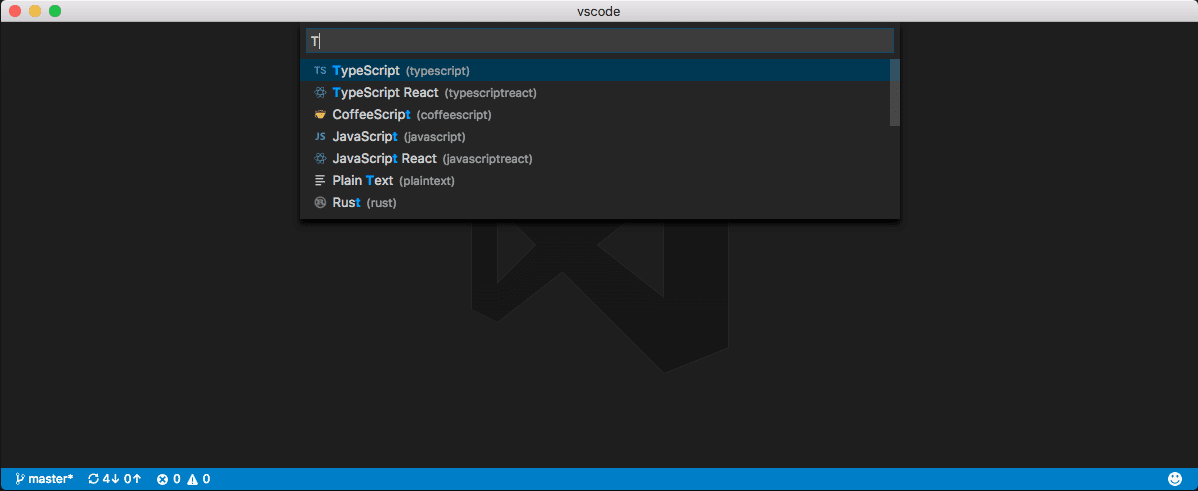 vscode
T
TS TypeScript (typescript)
TypeScript React (typescriptreact)
CoffeeScript (coffeescript)
JS JavaScript (javascript)
JavaScript React (javascriptreact)
Plain Text (plaintext)
Rust (rust)
master* 4↓ 0↑ 0 0